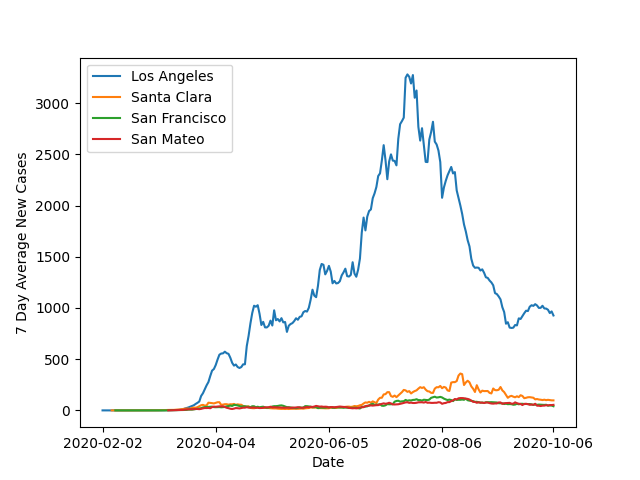 Los Angeles
Santa Clara
San Francisco
San Mateo
3000
2500
2000
1500
1000
500
0
7 Day Average New Cases
2020-02-02 2020-04-04 2020-06-05 2020-08-06 2020-10-06
Date